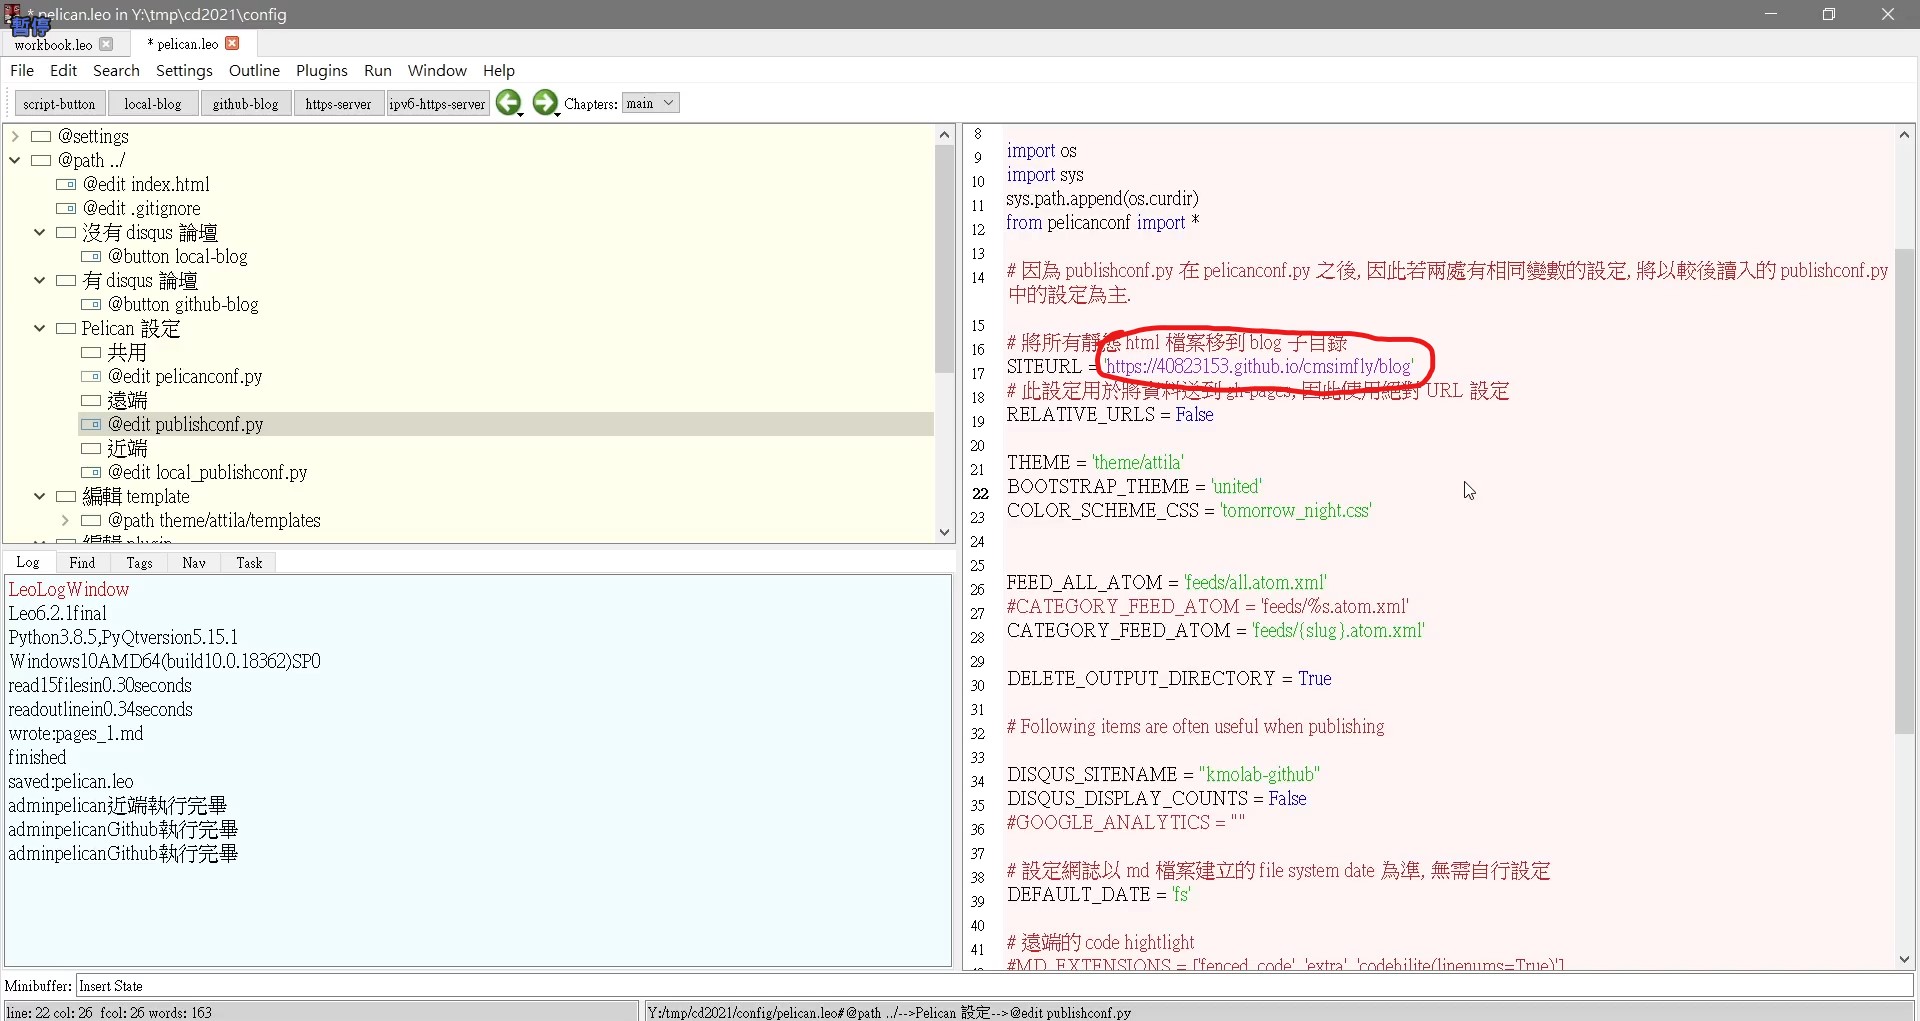 * pelican.leo in Y:\tmp\cd2021\config
暫停
workbook.leo
* pelican.leo
File Edit Search Settings Outline Plugins Run Window Help
script-button local-blog github-blog https-server ipv6-https-server Chapters: main
@settings
@path ../
@edit index.html
@edit .gitignore
沒有 disqus 論壇
@button local-blog
有 disqus 論壇
@button github-blog
Pelican 設定
共用
@edit pelicanconf.py
遠端
@edit publishconf.py
近端
@edit local_publishconf.py
編輯 template
@path theme/attila/templates
編輯 plugin
Log Find Tags Nav Task
LeoLogWindow
Leo6.2.1final
Python3.8.5,PyQtversion5.15.1
Windows10AMD64(build10.0.18362)SP0
read15filesin0.30seconds
readoutlinein0.34seconds
wrote:pages_1.md
finished
saved:pelican.leo
adminpelican近端執行完畢
adminpelicanGithub執行完畢
adminpelicanGithub執行完畢
8
9 import os
10 import sys
11 sys.path.append(os.curdir)
12 from pelicanconf import *
13
14 # 因為 publishconf.py 在 pelicanconf.py 之後, 因此若兩處有相同變數的設定, 將以較後讀入的 publishconf.py
中的設定為主.
15
16 # 將所有靜態 html 檔案移到 blog 子目錄
17 SITEURL = 'https://40823153.github.io/cmsimfly/blog'
18 # 此設定用於將資料送到 gh-pages, 因此使用絕對 URL 設定
19 RELATIVE_URLS = False
20
21 THEME = 'theme/attila'
22 BOOTSTRAP_THEME = 'united'
23 COLOR_SCHEME_CSS = 'tomorrow_night.css'
24
25
26 FEED_ALL_ATOM = 'feeds/all.atom.xml'
27 #CATEGORY_FEED_ATOM = 'feeds/%s.atom.xml'
28 CATEGORY_FEED_ATOM = 'feeds/{slug}.atom.xml'
29
30 DELETE_OUTPUT_DIRECTORY = True
31
32 # Following items are often useful when publishing
33
34 DISQUS_SITENAME = "kmolab-github"
35 DISQUS_DISPLAY_COUNTS = False
36 #GOOGLE_ANALYTICS = ""
37
38 # 設定網誌以 md 檔案建立的 file system date 為準, 無需自行設定
39 DEFAULT_DATE = 'fs'
40
41 # 遠端的 code hightlight
#MD_EXTENSIONS = ['fenced_code', 'extra', 'codehilite(linenums=True)']
Minibuffer: Insert State
line: 22 col: 26 fcol: 26 words: 163
Y:/tmp/cd2021/config/pelican.leo#@path ../-->Pelican 設定-->@edit publishconf.py